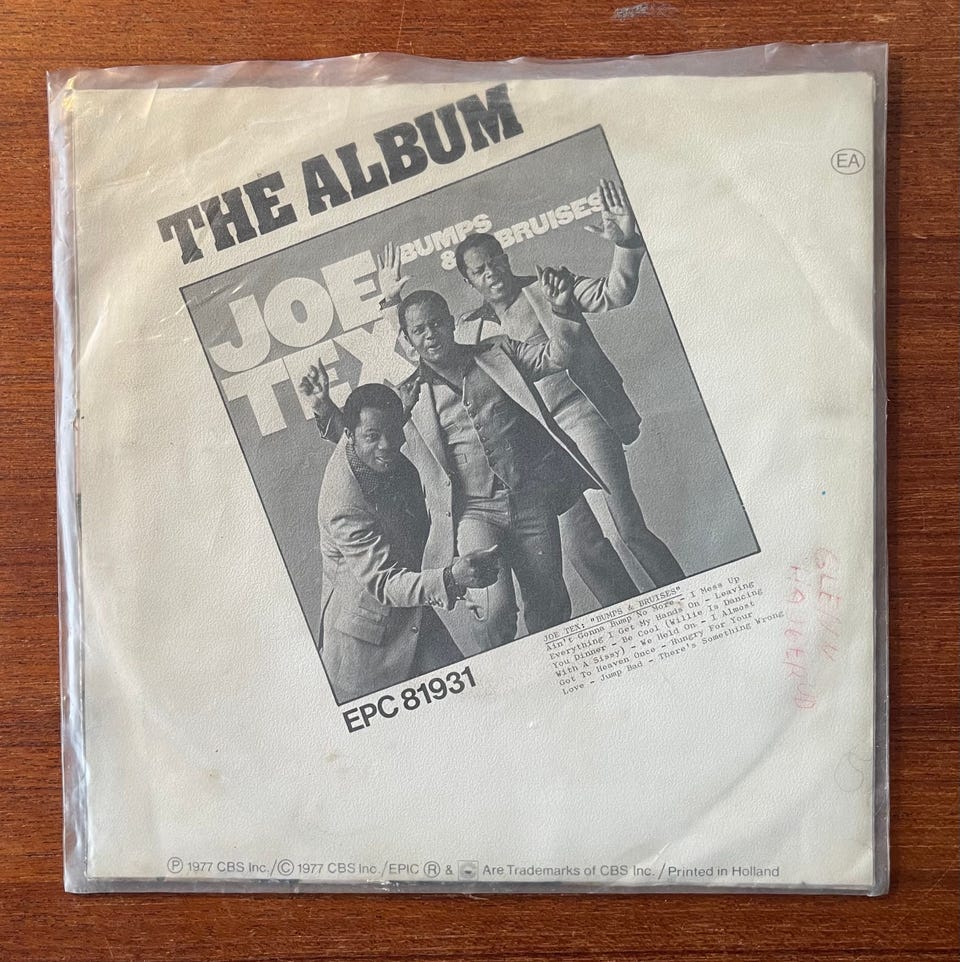 THE ALBUM
EA
JOE
TEX
BUMPS
& BRUISES
JOE TEX: "BUMPS & BRUISES"
Ain't Gonna Bump No More - I Mess Up
Everything I Get My Hands On - Leaving
You Dinner - Be Cool (Willie Is Dancing
With A Sissy) - We Held On - I Almost
Got To Heaven Once - Hungry For Your
Love - Jump Bad - There's Something Wrong
EPC 81931
Ⓟ 1977 CBS Inc./Ⓒ 1977 CBS Inc./EPIC Ⓡ & Are Trademarks of CBS Inc./Printed in Holland